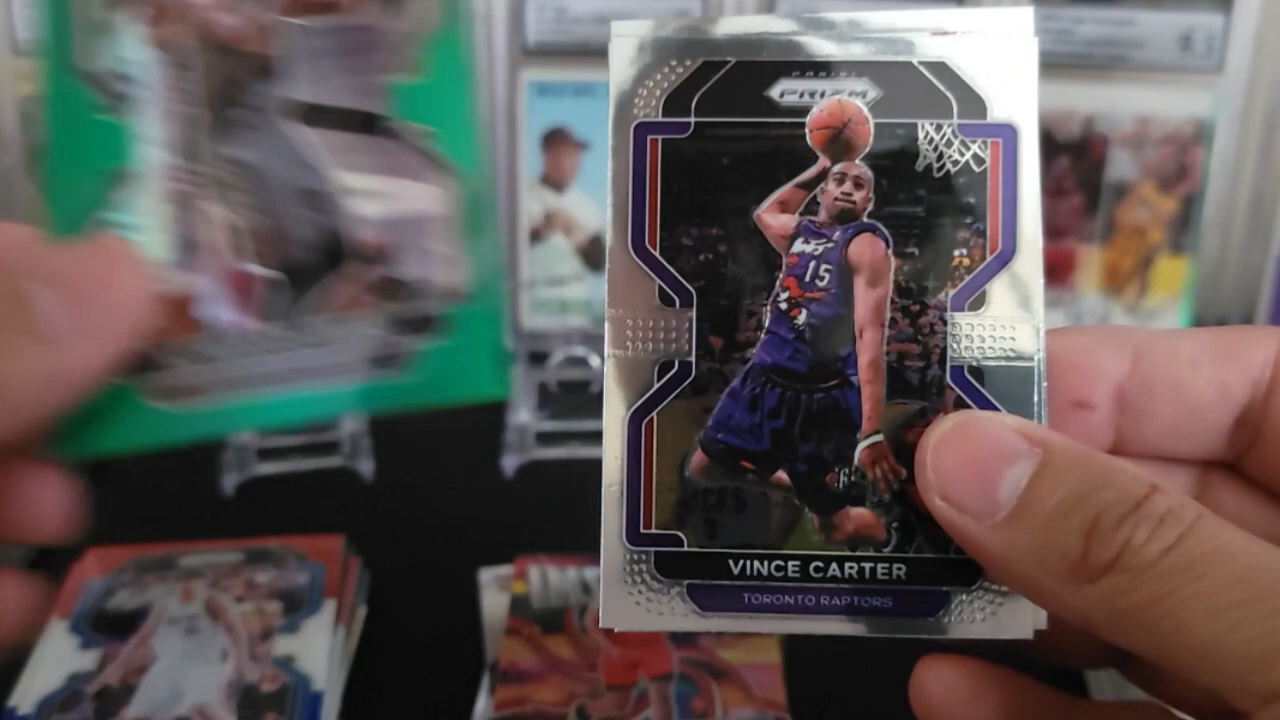 PANINI
PRIZM
15
VINCE CARTER
TORONTO RAPTORS